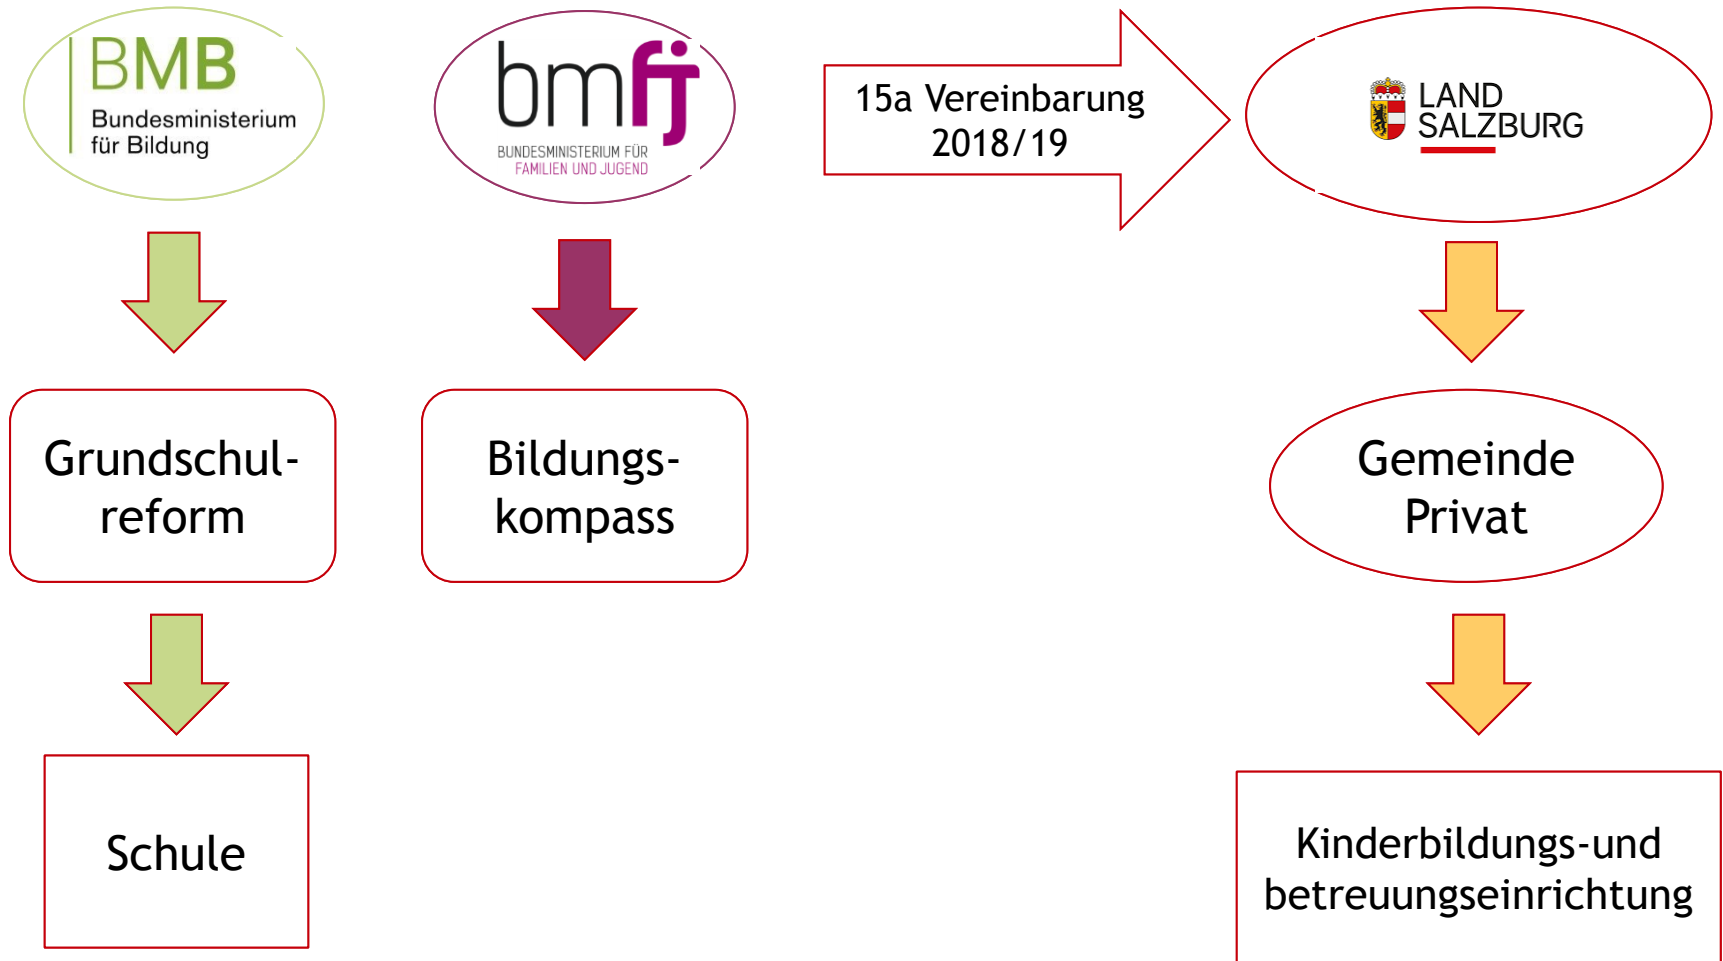 BMB
Bundesministerium
für Bildung
bmfj
BUNDESMINISTERIUM FÜR
FAMILIEN UND JUGEND
15a Vereinbarung
2018/19
LAND
SALZBURG
Grundschul-
reform
Bildungs-
kompass
Gemeinde
Privat
Schule
Kinderbildungs-und
betreuungseinrichtung